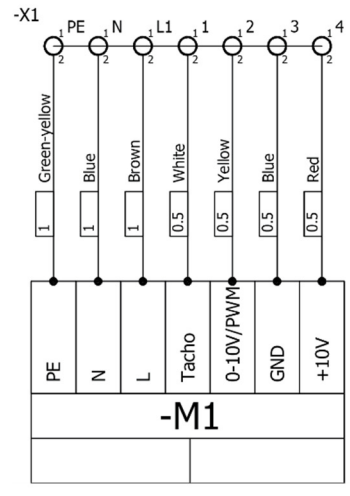 -X1
PE N L1 1 2 3 4
1 1 1 1 1 1 1
2 2 2 2 2 2 2
Green-yellow
Blue
Brown
White
Yellow
Blue
Red
1
1
1
0.5
0.5
0.5
0.5
PE
N
L
Tacho
0-10V/PWM
GND
+10V
-M1